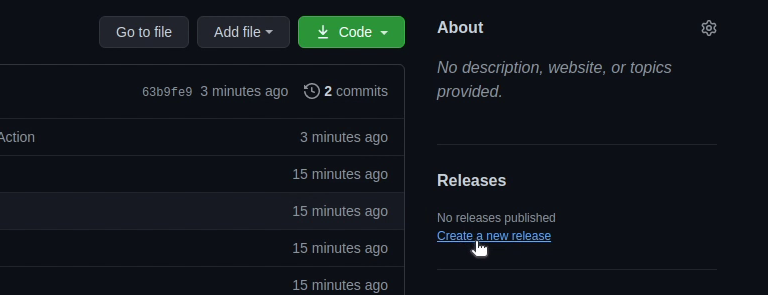 Go to file Add file Code
63b9fe9 3 minutes ago 2 commits
Action 3 minutes ago
15 minutes ago
15 minutes ago
15 minutes ago
15 minutes ago
About
No description, website, or topics
provided.
Releases
No releases published
Create a new release